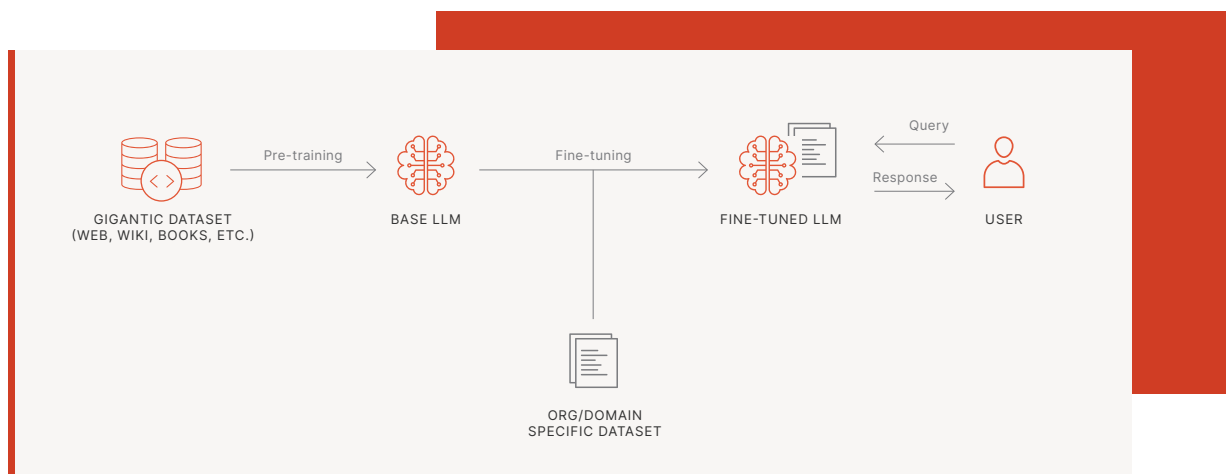 Pre-training
Fine-tuning
Query
Response
GIGANTIC DATASET
(WEB, WIKI, BOOKS, ETC.)
BASE LLM
FINE-TUNED LLM
USER
ORG/DOMAIN
SPECIFIC DATASET